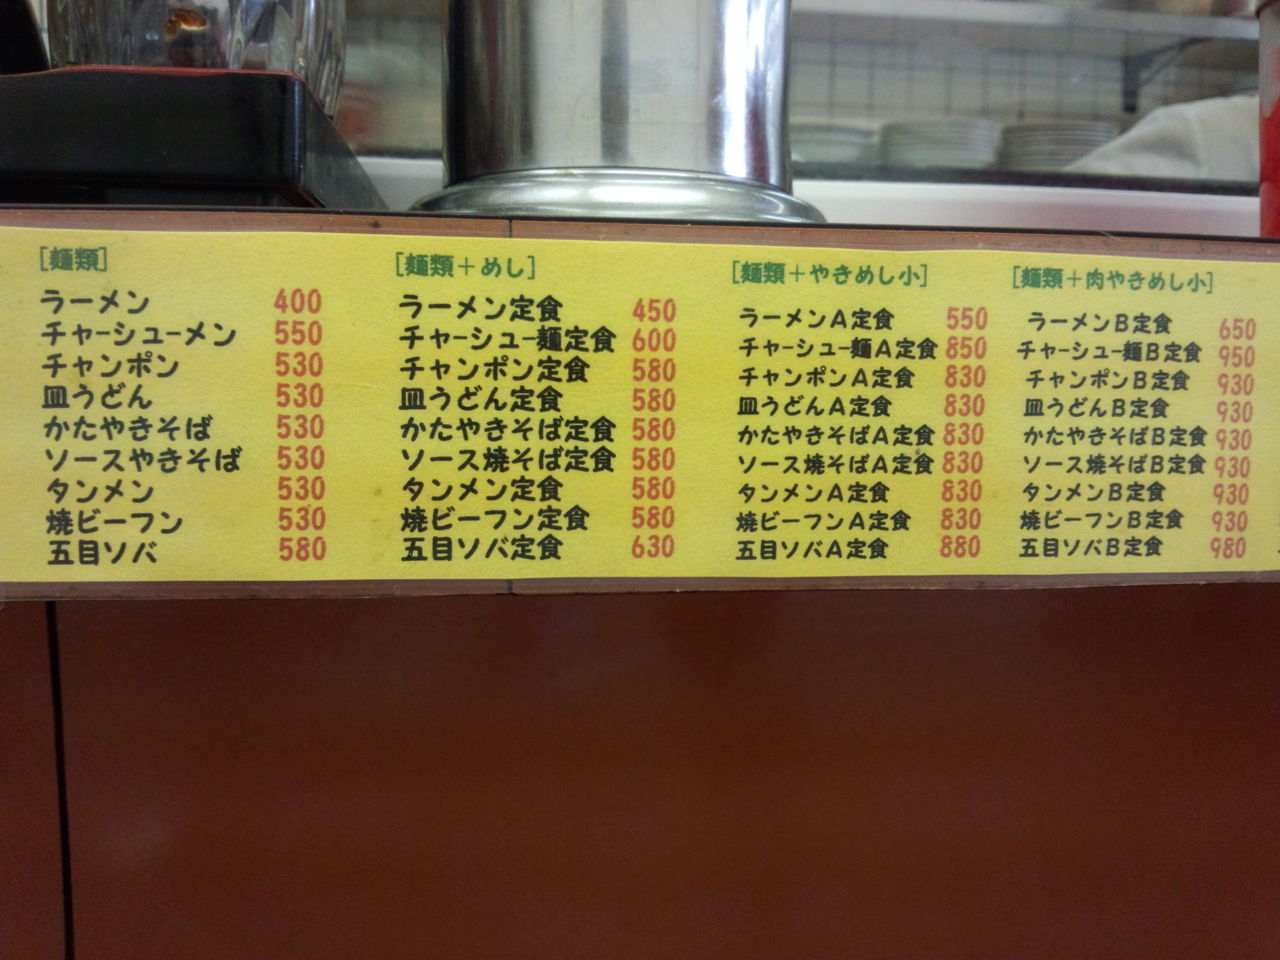 [麺類]
ラーメン 400
チャーシューメン 550
チャンポン 530
皿うどん 530
かたやきそば 530
ソースやきそば 530
タンメン 530
焼ビーフン 530
五目ソバ 580
[麺類+めし]
ラーメン定食 450
チャーシュー麺定食 600
チャンポン定食 580
皿うどん定食 580
かたやきそば定食 580
ソース焼そば定食 580
タンメン定食 580
焼ビーフン定食 580
五目ソバ定食 630
[麺類+やきめし小]
ラーメンA定食 550
チャーシュー麺A定食 850
チャンポンA定食 830
皿うどんA定食 830
かたやきそばA定食 830
ソース焼そばA定食 830
タンメンA定食 830
焼ビーフンA定食 830
五目ソバA定食 880
[麺類+肉やきめし小]
ラーメンB定食 650
チャーシュー麺B定食 950
チャンポンB定食 930
皿うどんB定食 930
かたやきそばB定食 930
ソース焼そばB定食 930
タンメンB定食 930
焼ビーフンB定食 930
五目ソバB定食 980